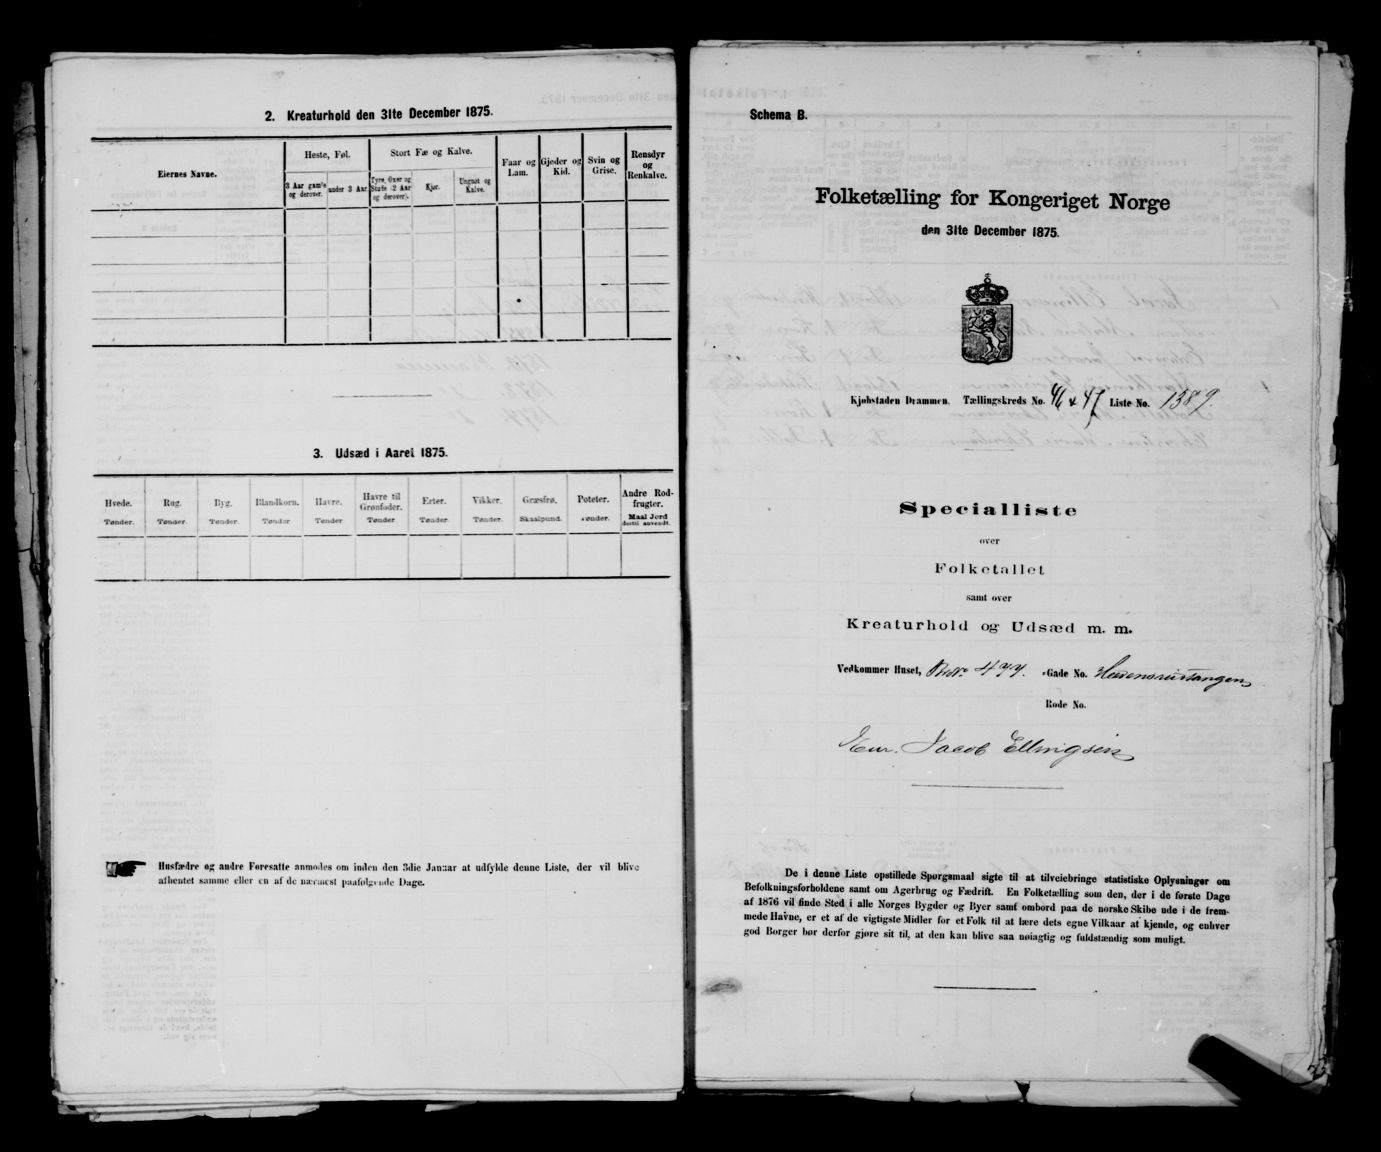 2. Kreaturhold den 31te December 1875.
Eiernes Navne.
Heste, Føl.
3 Aar gamle og derover.
under 3 Aar.
Stort Fæ og Kalve.
Tyre, Oxer og Stude (2 Aar og derover).
Kjør.
Ungnøt og Kalve.
Faar og Lam.
Gjeder og Kid.
Svin og Grise.
Rensdyr og Renkalve.
3. Udsæd i Aaret 1875.
Hvede. Rug. Byg. Blandkorn. Havre. Havre til Grønfoder. Erter. Vikker. Græsfrø. Poteter. Andre Rodfrugter.
Tønder. Tønder. Tønder. Tønder. Tønder. Tønder Tønder. Tønder. Skaalpund. Tønder. Maal Jord dertil anvendt.
Husfædre og andre Foresatte anmodes om inden den 3die Januar at udfylde denne Liste, der vil blive
afhentet samme eller en af de nærmest paafølgende Dage.
Schema B.
Folketælling for Kongeriget Norge
den 31te December 1875.
Kjøbstaden Drammen. Tællingskreds No. 46 & 47 Liste No. 1389.
Specialliste
over
Folketallet
samt over
Kreaturhold og Udsæd m. m.
Vedkommer Huset, 477. -Gade No.
Rode No.
Jacob Ellingsen
De i denne Liste opstillede Spørgsmaal sigte til at tilveiebringe statistiske Oplysninger om
Befolkningsforholdene samt om Agerbrug og Fædrift. En Folketælling som den, der i de første Dage
af 1876 vil finde Sted i alle Norges Bygder og Byer samt ombord paa de norske Skibe ude i de frem-
mede Havne, er et af de vigtigste Midler for et Folk til at lære dets egne Vilkaar at kjende, og enhver
god Borger bør derfor gjøre sit til, at den kan blive saa nøiagtig og fuldstændig som muligt.